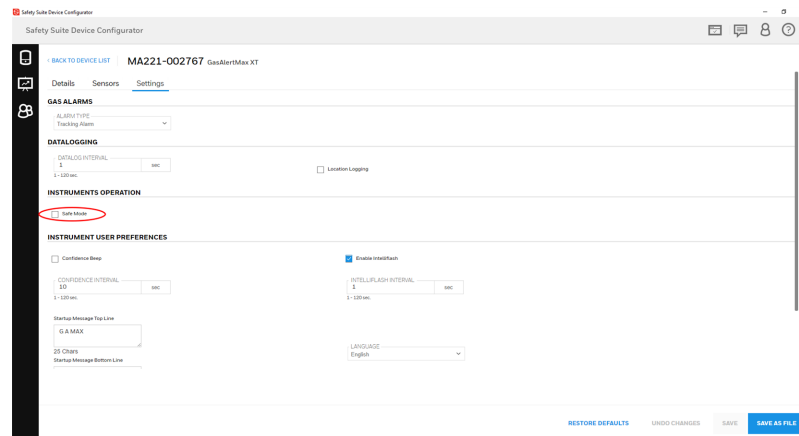 Safety Suite Device Configurator
Safety Suite Device Configurator
< BACK TO DEVICE LIST MA221-002767 GasAlertMax XT
Details Sensors Settings
GAS ALARMS
ALARM TYPE
Tracking Alarm
DATALOGGING
DATALOG INTERVAL
1 sec
Location Logging
1 - 120 sec.
INSTRUMENTS OPERATION
Safe Mode
INSTRUMENT USER PREFERENCES
Confidence Beep Enable Intelliflash
CONFIDENCE INTERVAL INTELLIFLASH INTERVAL
10 sec 1 sec
1 - 120 sec. 1 - 120 sec.
Startup Message Top Line
G A MAX
LANGUAGE
25 Chars English
Startup Message Bottom Line
RESTORE DEFAULTS UNDO CHANGES SAVE SAVE AS FILE